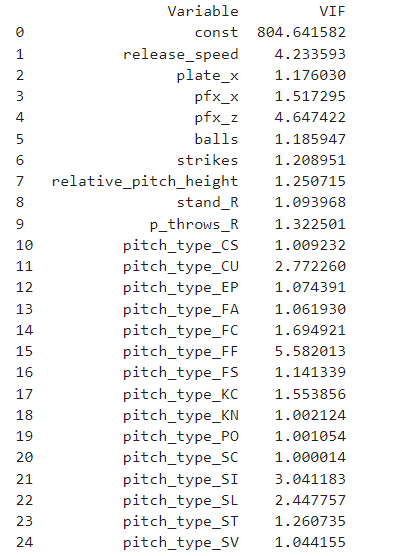 Variable VIF
0 const 804.641582
1 release_speed 4.233593
2 plate_x 1.176030
3 pfx_x 1.517295
4 pfx_z 4.647422
5 balls 1.185947
6 strikes 1.208951
7 relative_pitch_height 1.250715
8 stand_R 1.093968
9 p_throws_R 1.322501
10 pitch_type_CS 1.009232
11 pitch_type_CU 2.772260
12 pitch_type_EP 1.074391
13 pitch_type_FA 1.061930
14 pitch_type_FC 1.694921
15 pitch_type_FF 5.582013
16 pitch_type_FS 1.141339
17 pitch_type_KC 1.553856
18 pitch_type_KN 1.002124
19 pitch_type_PO 1.001054
20 pitch_type_SC 1.000014
21 pitch_type_SI 3.041183
22 pitch_type_SL 2.447757
23 pitch_type_ST 1.260735
24 pitch_type_SV 1.044155